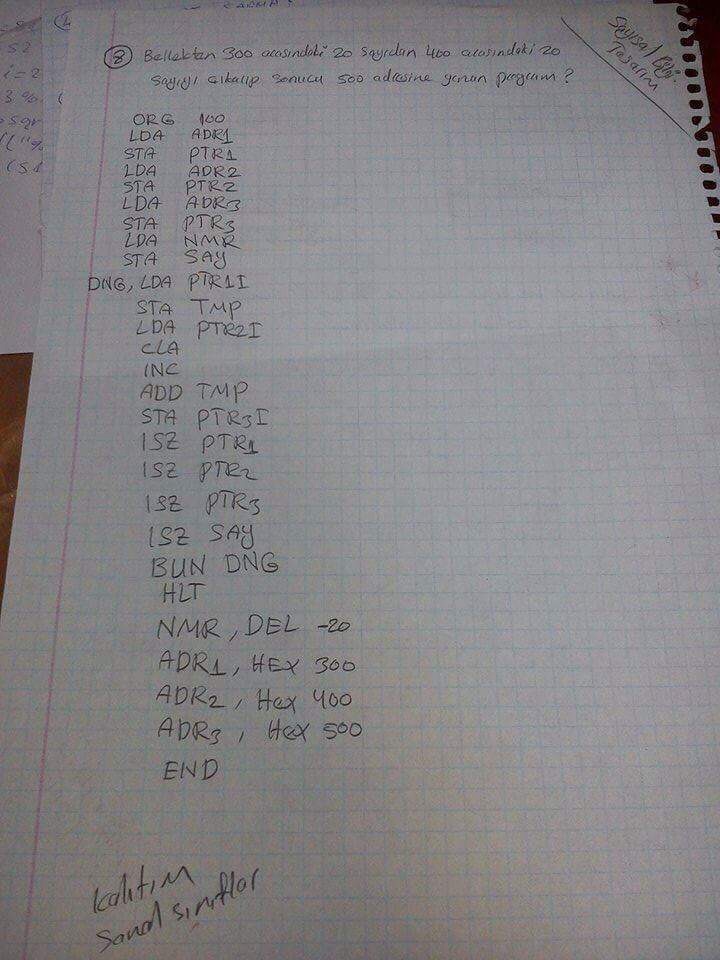 Sayısal Bilg.
Tasarım
8 Bellekten 300 arasındaki 20 sayıdan 400 arasındaki 20
sayıyı çıkarıp sonucu 500 adresine yazan program?
ORG 100
LDA ADR1
STA PTR1
LDA ADR2
STA PTR2
LDA ADR3
STA PTR3
LDA NMR
STA SAY
DNG, LDA PTR1I
STA TMP
LDA PTR2I
CLA
INC
ADD TMP
STA PTR3I
ISZ PTR1
ISZ PTR2
ISZ PTR3
ISZ SAY
BUN DNG
HLT
NMR, DEL -20
ADR1, HEX 300
ADR2, Hex 400
ADR3, Hex 500
END
kalıtım
sanal sınıflar